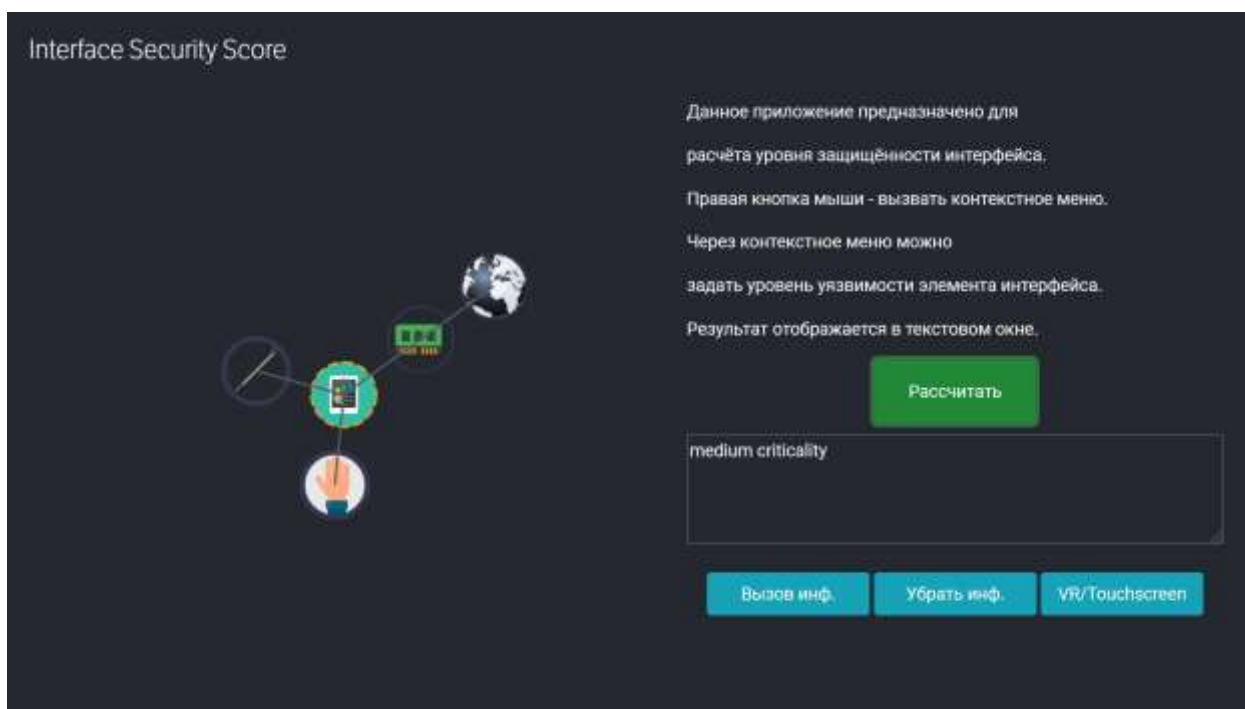 Interface Security Score
Данное приложение предназначено для
расчёта уровня защищённости интерфейса.
Правая кнопка мыши - вызвать контекстное меню.
Через контекстное меню можно
задать уровень уязвимости элемента интерфейса.
Результат отображается в текстовом окне.
Рассчитать
medium criticality
Вызов инф.
Убрать инф.
VR/Touchscreen